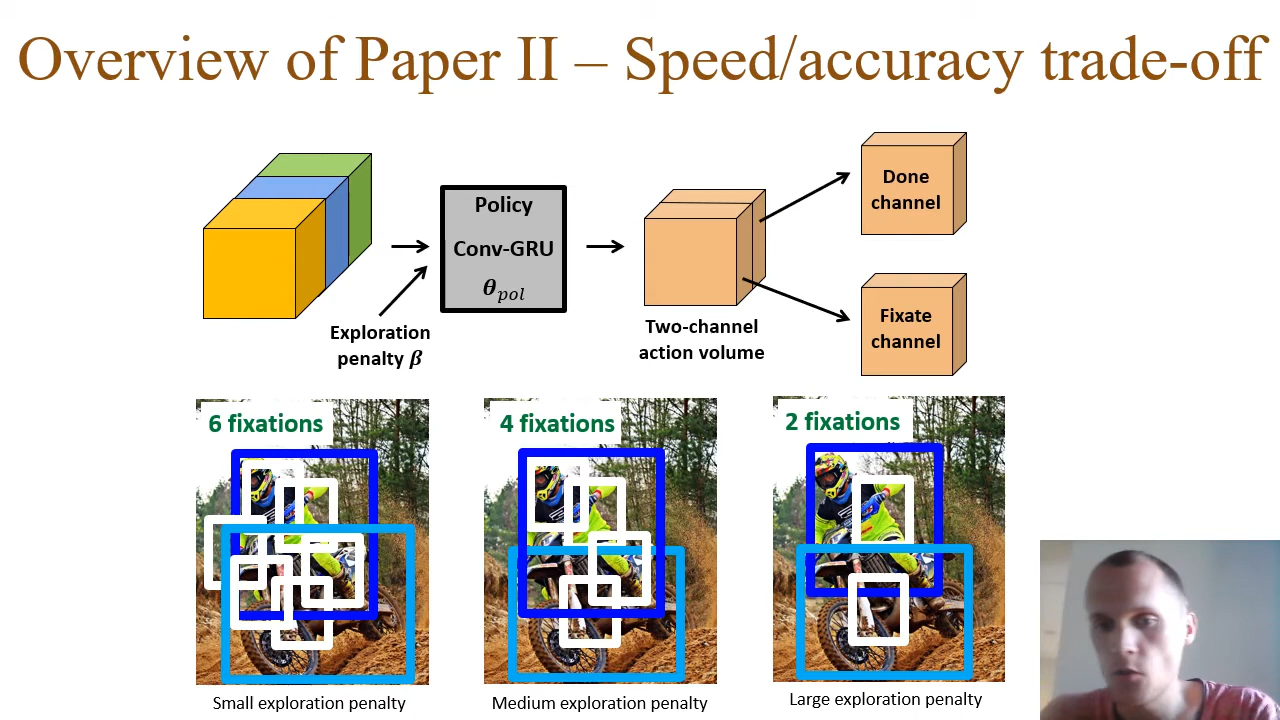 Overview of Paper II – Speed/accuracy trade-off
Policy
Conv-GRU
θpol
Exploration
penalty β
Two-channel
action volume
Done
channel
Fixate
channel
6 fixations
4 fixations
2 fixations
Small exploration penalty
Medium exploration penalty
Large exploration penalty